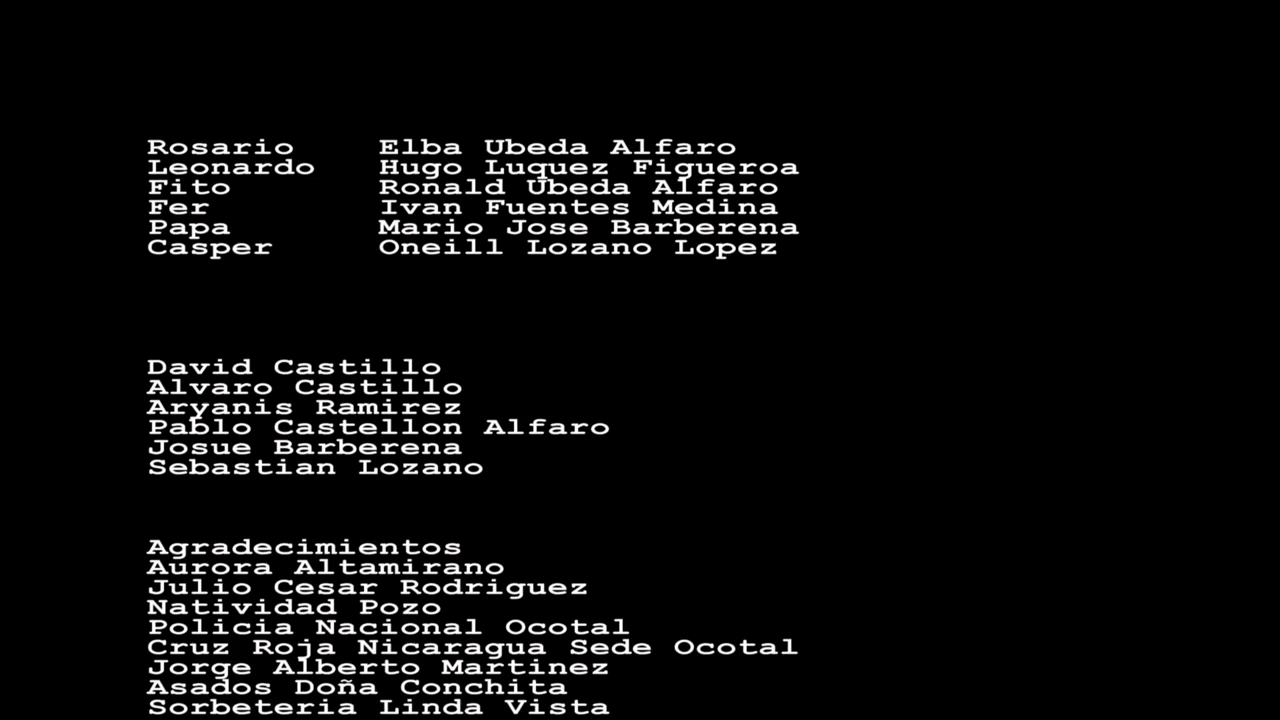 Rosario Elba Ubeda Alfaro
Leonardo Hugo Luquez Figueroa
Fito Ronald Ubeda Alfaro
Fer Ivan Fuentes Medina
Papa Mario Jose Barberena
Casper Oneill Lozano Lopez
David Castillo
Alvaro Castillo
Aryanis Ramirez
Pablo Castellon Alfaro
Josue Barberena
Sebastian Lozano
Agradecimientos
Aurora Altamirano
Julio Cesar Rodriguez
Natividad Pozo
Policia Nacional Ocotal
Cruz Roja Nicaragua Sede Ocotal
Jorge Alberto Martinez
Asados Doña Conchita
Sorbeteria Linda Vista